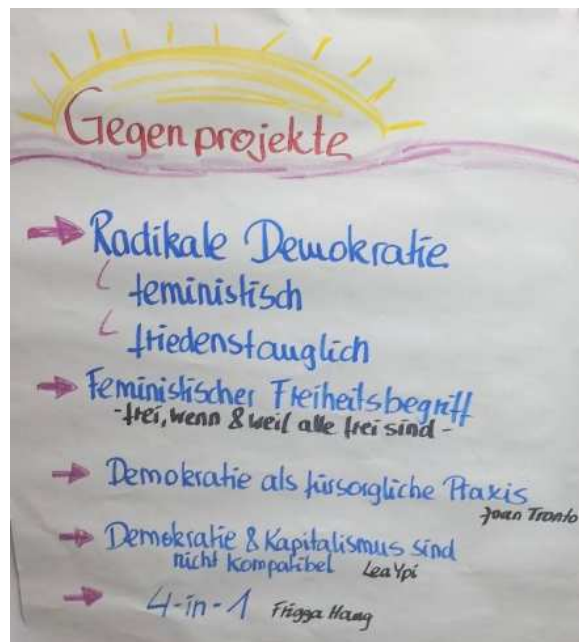 Gegenprojekte
Radikale Demokratie
feministisch
friedenstauglich
Feministischer Freiheitsbegriff
- frei, wenn & weil alle frei sind -
Demokratie als fürsorgliche Praxis
Joan Tronto
Demokratie & Kapitalismus sind
nicht kompatibel Lea Ypi
4-in-1 Frigga Haug